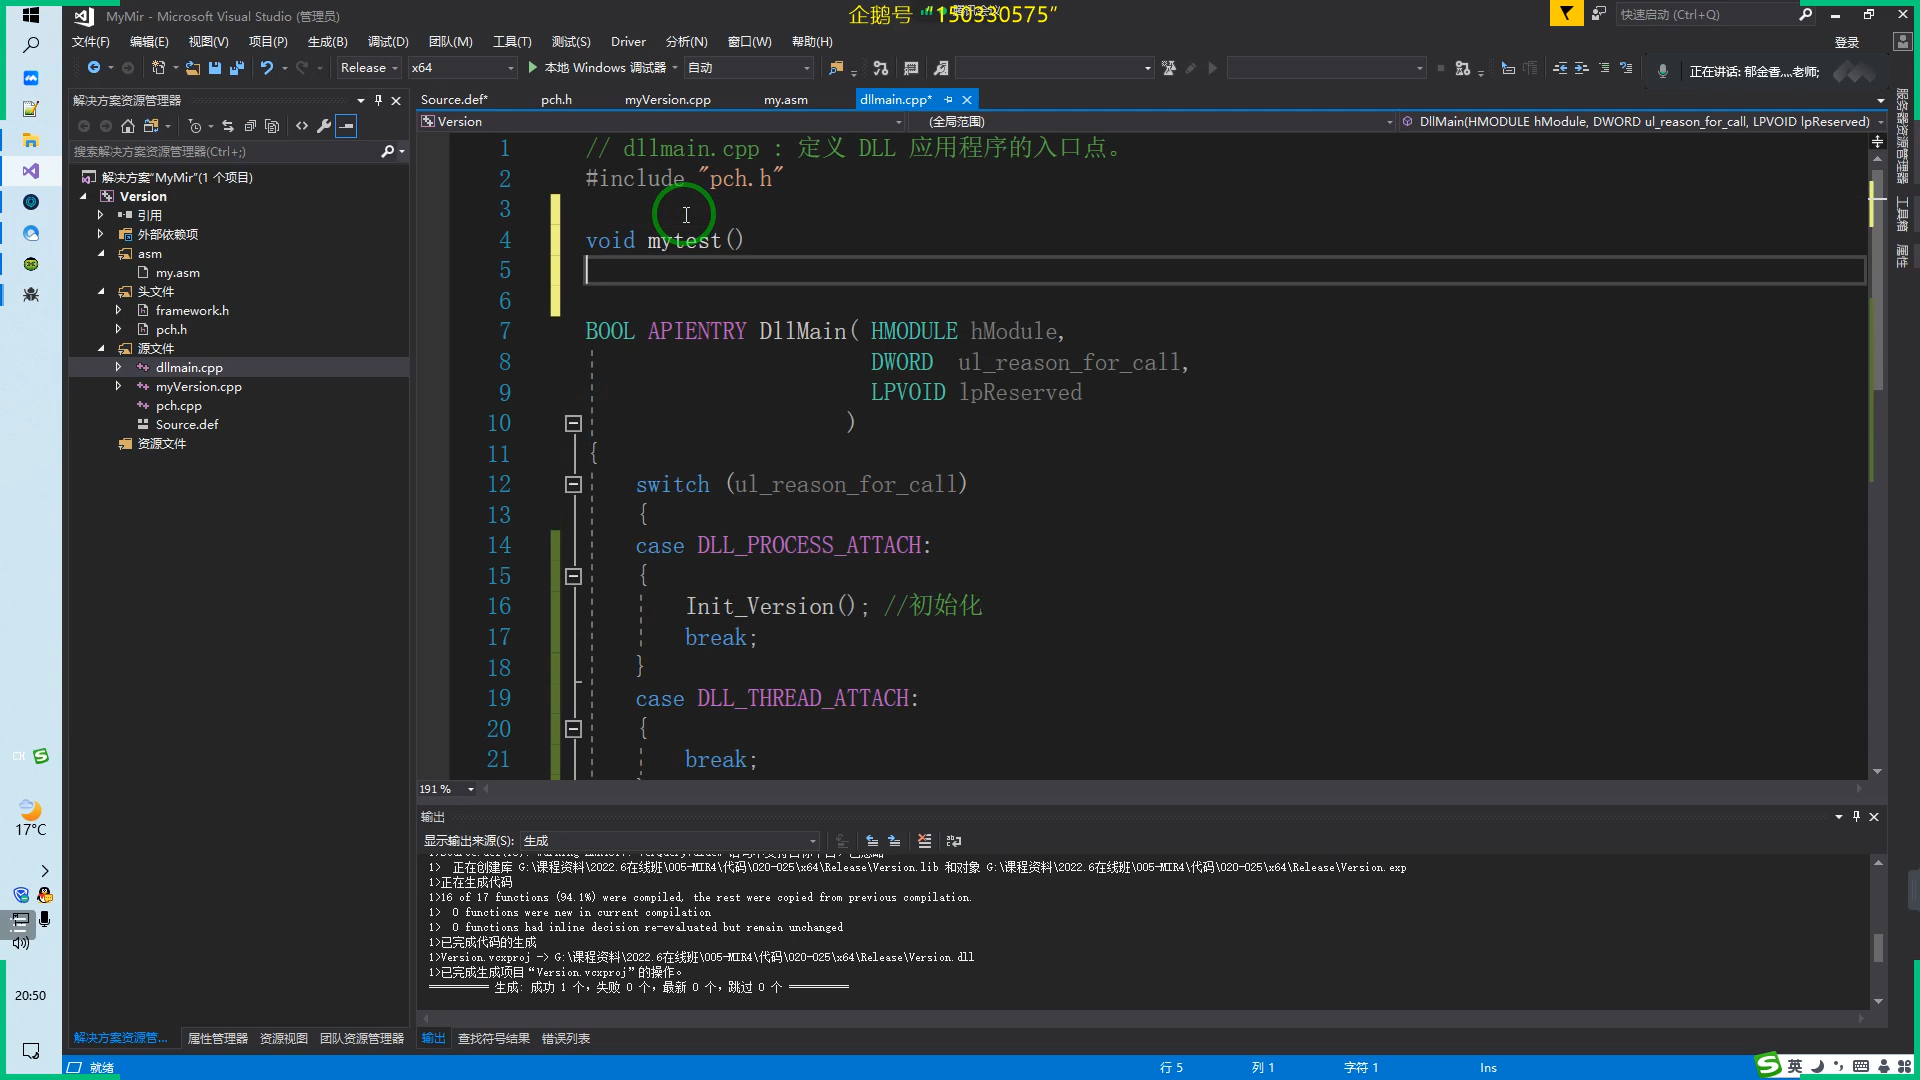 MyMir - Microsoft Visual Studio (管理员)
企鹅号 “150330575”
快速启动 (Ctrl+Q)
文件(F) 编辑(E) 视图(V) 项目(P) 生成(B) 调试(D) 团队(M) 工具(T) 测试(S) Driver 分析(N) 窗口(W) 帮助(H)
登录
Release x64 本地 Windows 调试器 自动
正在讲话: 郁金香灬老师;
解决方案资源管理器
搜索解决方案资源管理器(Ctrl+;)
解决方案"MyMir"(1 个项目)
Version
引用
外部依赖项
asm
my.asm
头文件
framework.h
pch.h
源文件
dllmain.cpp
myVersion.cpp
pch.cpp
Source.def
资源文件
Source.def* pch.h myVersion.cpp my.asm dllmain.cpp*
Version (全局范围) DllMain(HMODULE hModule, DWORD ul_reason_for_call, LPVOID lpReserved)
1 // dllmain.cpp : 定义 DLL 应用程序的入口点。
2 #include "pch.h"
3
4 void mytest()
5
6
7 BOOL APIENTRY DllMain( HMODULE hModule,
8 DWORD ul_reason_for_call,
9 LPVOID lpReserved
10 )
11 {
12 switch (ul_reason_for_call)
13 {
14 case DLL_PROCESS_ATTACH:
15 {
16 Init_Version(); //初始化
17 break;
18 }
19 case DLL_THREAD_ATTACH:
20 {
21 break;
191 %
服务器资源管理器
工具箱
属性
输出
显示输出来源(S): 生成
1> 正在创建库 G:\课程资料\2022.6在线班\005-MIR4\代码\020-025\x64\Release\Version.lib 和对象 G:\课程资料\2022.6在线班\005-MIR4\代码\020-025\x64\Release\Version.exp
1>正在生成代码
1>16 of 17 functions (94.1%) were compiled, the rest were copied from previous compilation.
1> 0 functions were new in current compilation
1> 0 functions had inline decision re-evaluated but remain unchanged
1>已完成代码的生成
1>Version.vcxproj -> G:\课程资料\2022.6在线班\005-MIR4\代码\020-025\x64\Release\Version.dll
1>已完成生成项目“Version.vcxproj”的操作。
========== 生成: 成功 1 个，失败 0 个，最新 0 个，跳过 0 个 ==========
解决方案资源管... 属性管理器 资源视图 团队资源管理器 输出 查找符号结果 错误列表
就绪 行 5 列 1 字符 1 Ins
CH
17°C
20:50
英